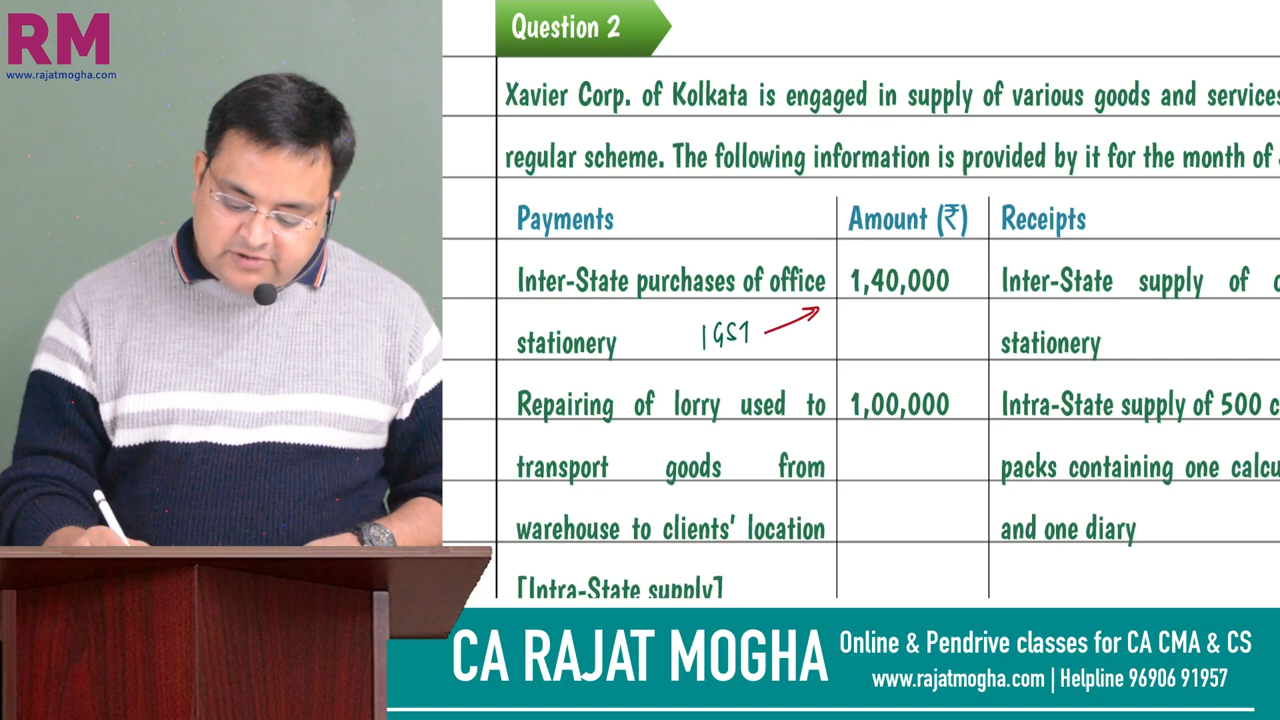 RM
www.rajatmogha.com
Question 2
Xavier Corp. of Kolkata is engaged in supply of various goods and services
regular scheme. The following information is provided by it for the month of
Payments Amount (₹) Receipts
Inter-State purchases of office 1,40,000 Inter-State supply of
stationery IGST stationery
Repairing of lorry used to 1,00,000 Intra-State supply of 500
transport goods from packs containing one
warehouse to clients' location and one diary
[Intra-State supply]
CA RAJAT MOGHA
Online & Pendrive classes for CA CMA & CS
www.rajatmogha.com | Helpline 96906 91957